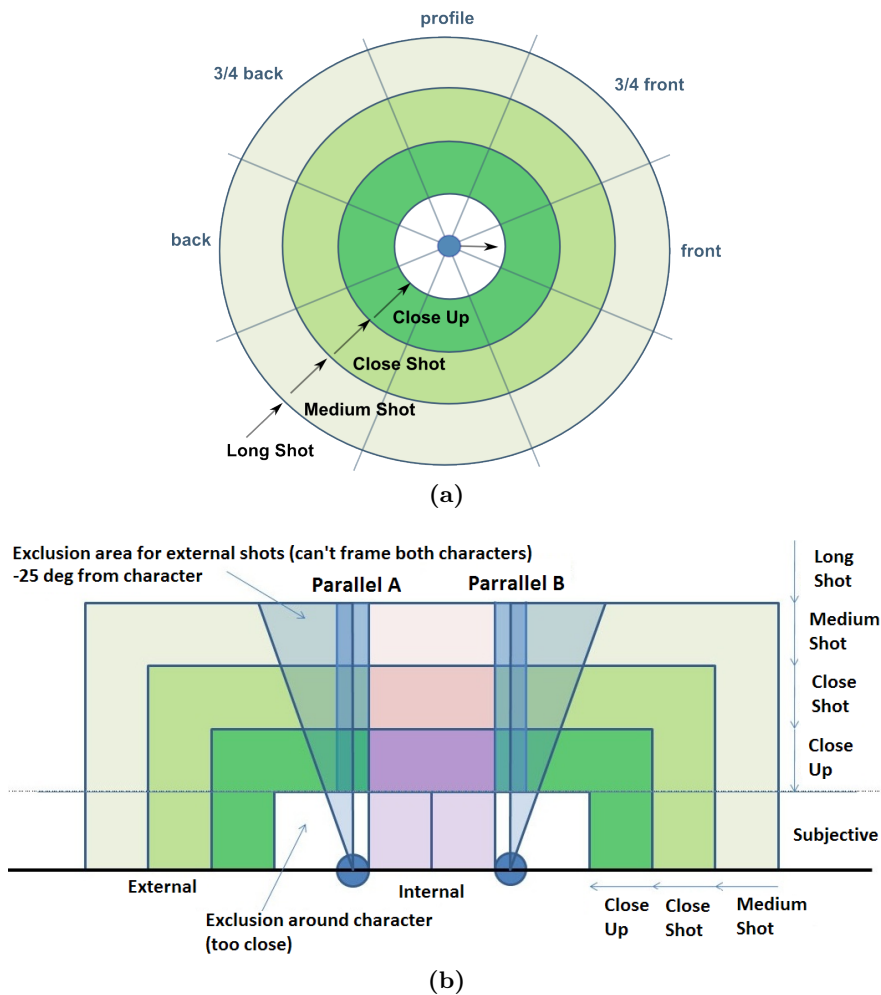 profile
3/4 back
3/4 front
back
front
Close Up
Close Shot
Medium Shot
Long Shot
(a)
Exclusion area for external shots (can't frame both characters)
-25 deg from character
Parallel A
Parrallel B
Long
Shot
Medium
Shot
Close
Shot
Close
Up
Subjective
External
Internal
Exclusion around character
(too close)
Close
Up
Close
Shot
Medium
Shot
(b)